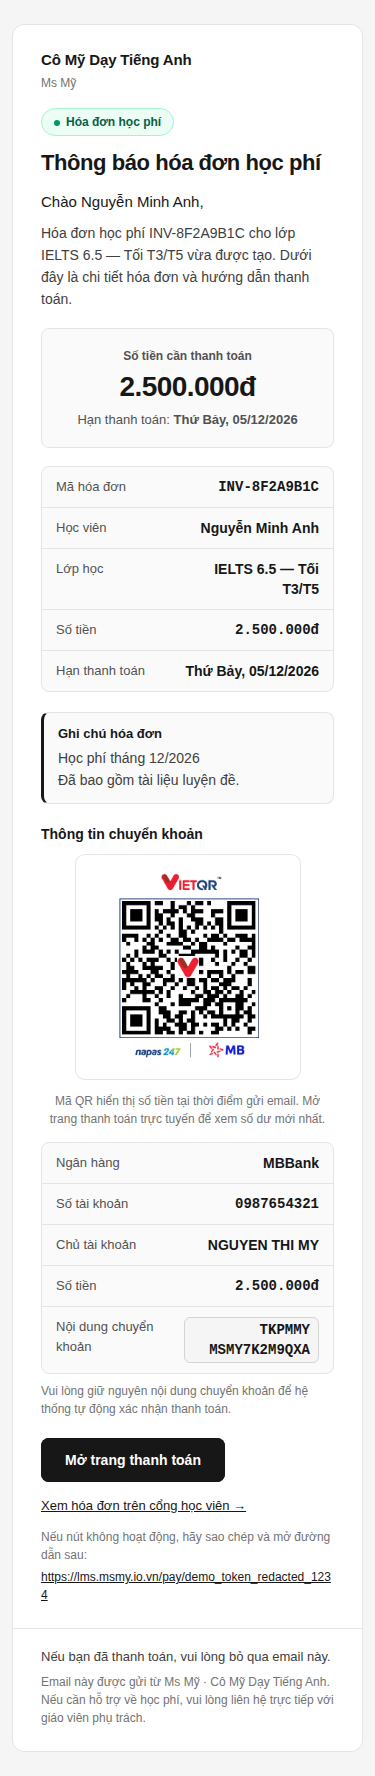 Cô Mỹ Dạy Tiếng Anh
Ms Mỹ
Hóa đơn học phí
Thông báo hóa đơn học phí
Chào Nguyễn Minh Anh,
Hóa đơn học phí INV-8F2A9B1C cho lớp
IELTS 6.5 — Tối T3/T5 vừa được tạo. Dưới
đây là chi tiết hóa đơn và hướng dẫn thanh
toán.
Số tiền cần thanh toán
2.500.000đ
Hạn thanh toán: Thứ Bảy, 05/12/2026
Mã hóa đơn INV-8F2A9B1C
Học viên Nguyễn Minh Anh
Lớp học IELTS 6.5 — Tối
T3/T5
Số tiền 2.500.000đ
Hạn thanh toán Thứ Bảy, 05/12/2026
Ghi chú hóa đơn
Học phí tháng 12/2026
Đã bao gồm tài liệu luyện đề.
Thông tin chuyển khoản
VIETQR™
napas 247 MB
Mã QR hiển thị số tiền tại thời điểm gửi email. Mở
trang thanh toán trực tuyến để xem số dư mới nhất.
Ngân hàng MBBank
Số tài khoản 0987654321
Chủ tài khoản NGUYEN THI MY
Số tiền 2.500.000đ
Nội dung chuyển TKPMMY
khoản MSMY7K2M9QXA
Vui lòng giữ nguyên nội dung chuyển khoản để hệ
thống tự động xác nhận thanh toán.
Mở trang thanh toán
Xem hóa đơn trên cổng học viên →
Nếu nút không hoạt động, hãy sao chép và mở đường
dẫn sau:
https://lms.msmy.io.vn/pay/demo_token_redacted_123
4
Nếu bạn đã thanh toán, vui lòng bỏ qua email này.
Email này được gửi từ Ms Mỹ · Cô Mỹ Dạy Tiếng Anh.
Nếu cần hỗ trợ về học phí, vui lòng liên hệ trực tiếp với
giáo viên phụ trách.